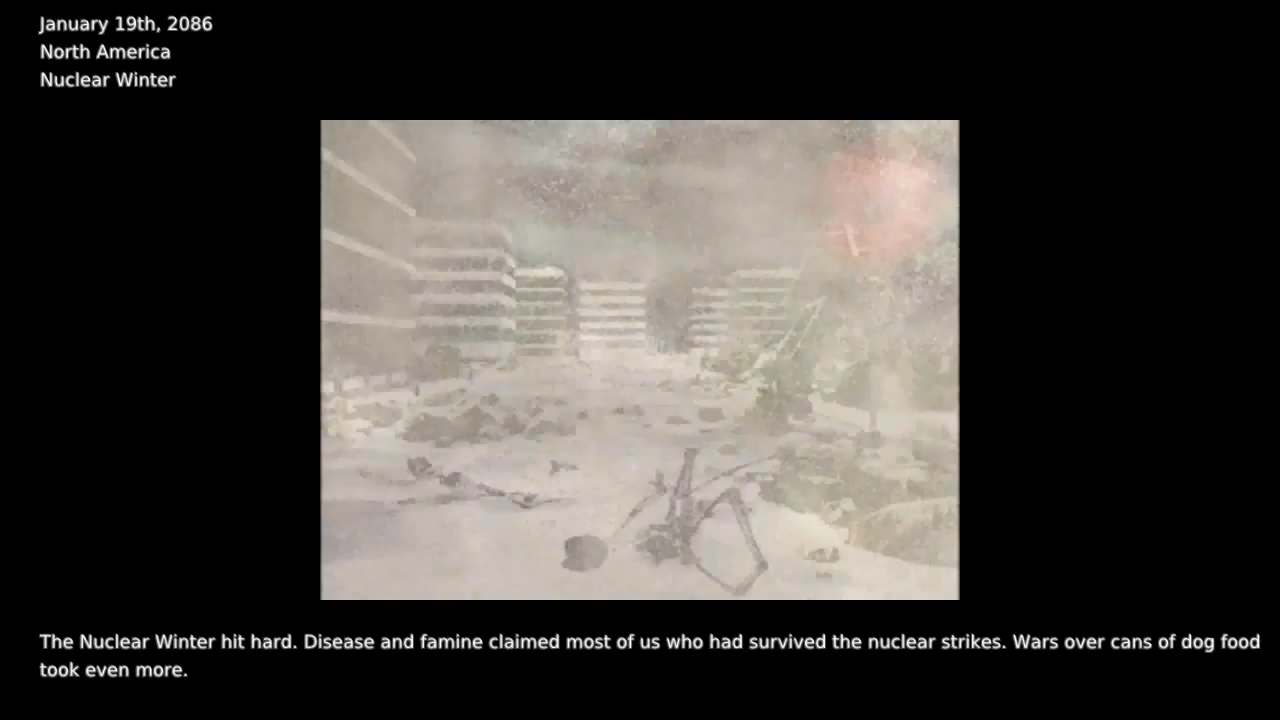 January 19th, 2086
North America
Nuclear Winter
The Nuclear Winter hit hard. Disease and famine claimed most of us who had survived the nuclear strikes. Wars over cans of dog food
took even more.